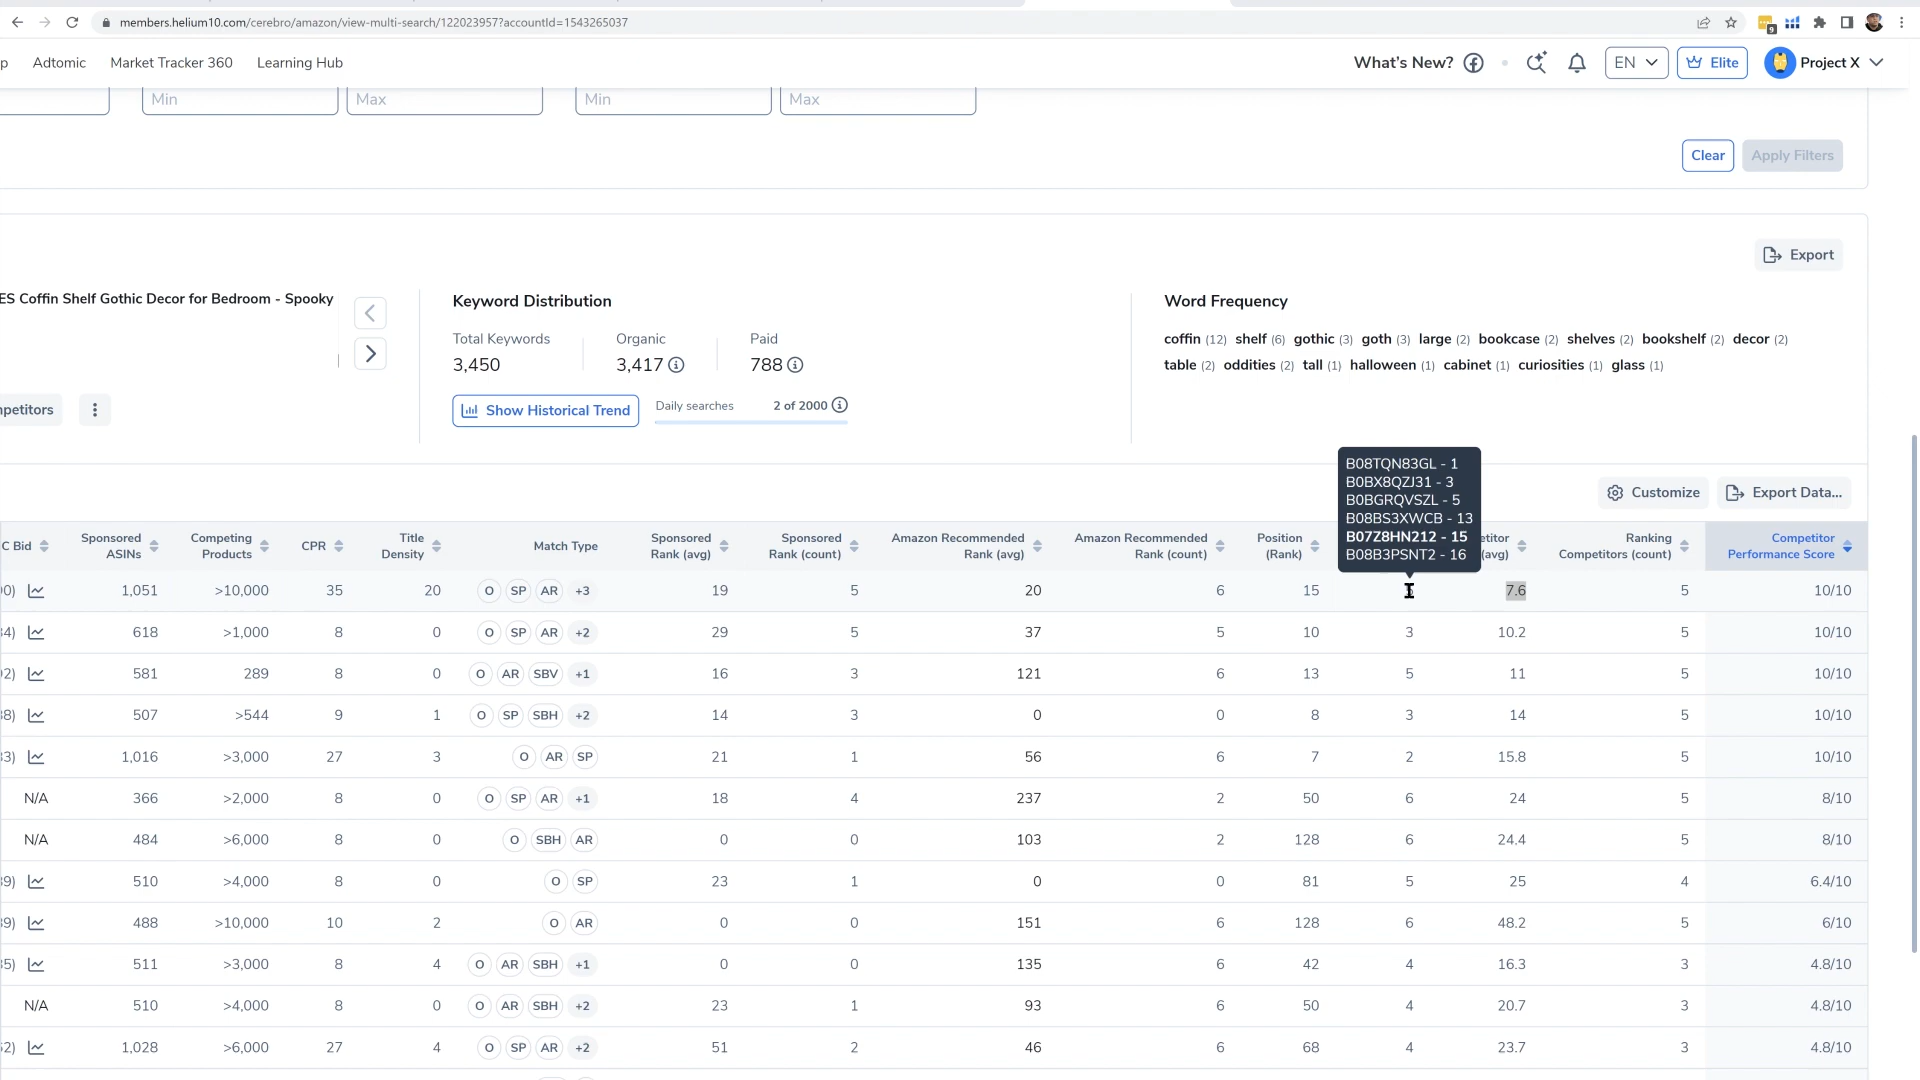 members.helium10.com/cerebro/amazon/view-multi-search/122023957?accountId=1543265037
9
p Adtomic Market Tracker 360 Learning Hub What's New? EN Elite Project X
Min Max Min Max
Clear Apply Filters
Export
ES Coffin Shelf Gothic Decor for Bedroom - Spooky
Keyword Distribution
Total Keywords Organic Paid
3,450 3,417 788
Show Historical Trend Daily searches 2 of 2000
npetitors
Word Frequency
coffin (12) shelf (6) gothic (3) goth (3) large (2) bookcase (2) shelves (2) bookshelf (2) decor (2)
table (2) oddities (2) tall (1) halloween (1) cabinet (1) curiosities (1) glass (1)
B08TQN83GL - 1
B0BX8QZJ31 - 3
B0BGRQVSZL - 5
B08BS3XWCB - 13
B07Z8HN212 - 15
B08B3PSNT2 - 16
Customize Export Data...
C Bid Sponsored ASINs Competing Products CPR Title Density Match Type Sponsored Rank (avg) Sponsored Rank (count) Amazon Recommended Rank (avg) Amazon Recommended Rank (count) Position (Rank) etitor (avg) Ranking Competitors (count) Competitor Performance Score
00) 1,051 >10,000 35 20 O SP AR +3 19 5 20 6 15 7.6 5 10/10
34) 618 >1,000 8 0 O SP AR +2 29 5 37 5 10 3 10.2 5 10/10
92) 581 289 8 0 O AR SBV +1 16 3 121 6 13 5 11 5 10/10
38) 507 >544 9 1 O SP SBH +2 14 3 0 0 8 3 14 5 10/10
33) 1,016 >3,000 27 3 O AR SP 21 1 56 6 7 2 15.8 5 10/10
N/A 366 >2,000 8 0 O SP AR +1 18 4 237 2 50 6 24 5 8/10
N/A 484 >6,000 8 0 O SBH AR 0 0 103 2 128 6 24.4 5 8/10
39) 510 >4,000 8 0 O SP 23 1 0 0 81 5 25 4 6.4/10
39) 488 >10,000 10 2 O AR 0 0 151 6 128 6 48.2 5 6/10
35) 511 >3,000 8 4 O AR SBH +1 0 0 135 6 42 4 16.3 3 4.8/10
N/A 510 >4,000 8 0 O AR SBH +2 23 1 93 6 50 4 20.7 3 4.8/10
52) 1,028 >6,000 27 4 O SP AR +2 51 2 46 6 68 4 23.7 3 4.8/10